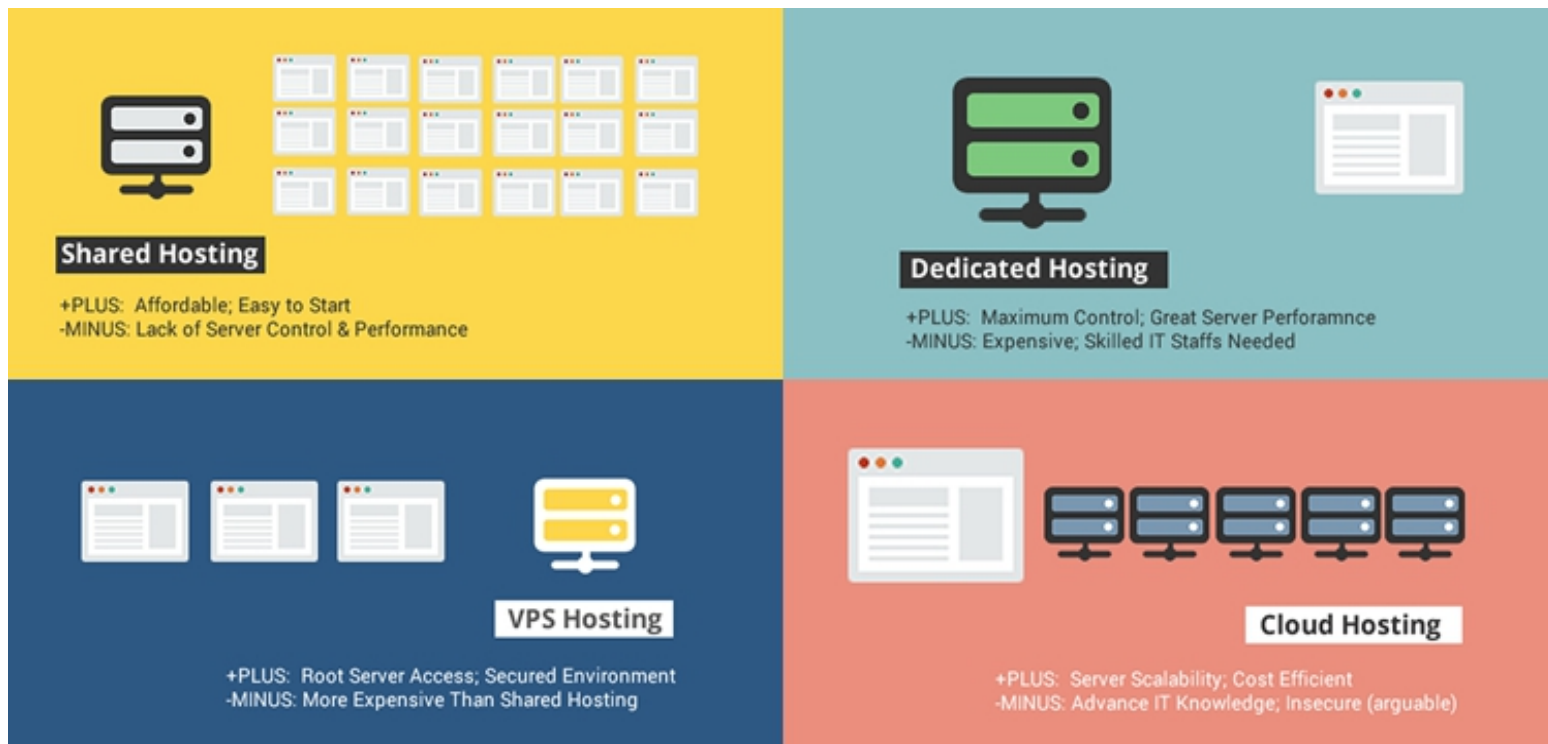 Shared Hosting
+PLUS: Affordable; Easy to Start
-MINUS: Lack of Server Control & Performance
Dedicated Hosting
+PLUS: Maximum Control; Great Server Perforamnce
-MINUS: Expensive; Skilled IT Staffs Needed
VPS Hosting
+PLUS: Root Server Access; Secured Environment
-MINUS: More Expensive Than Shared Hosting
Cloud Hosting
+PLUS: Server Scalability; Cost Efficient
-MINUS: Advance IT Knowledge; Insecure (arguable)